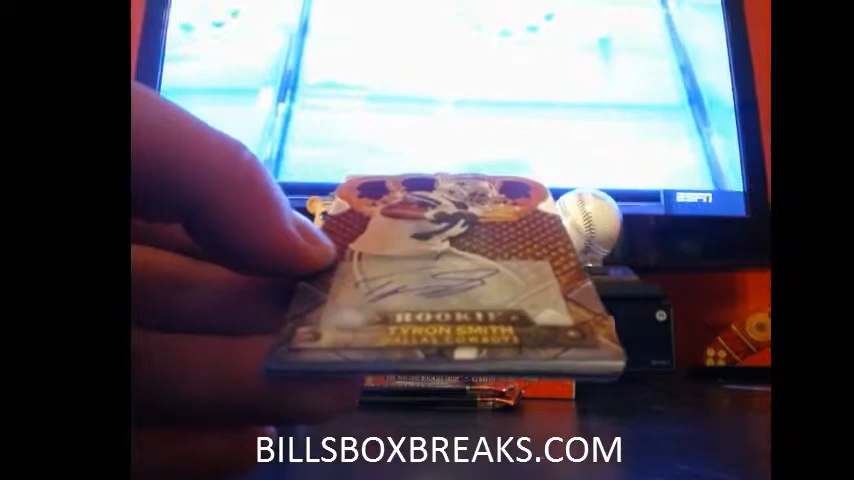 ESPN
ROOKIE
TYRON SMITH
DALLAS COWBOYS
BILLSBOXBREAKS.COM